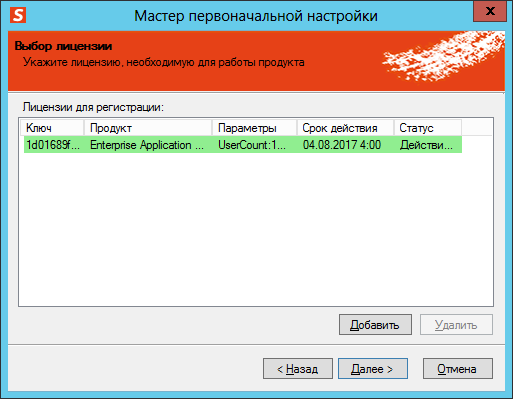 S
Мастер первоначальной настройки
x
Выбор лицензии
Укажите лицензию, необходимую для работы продукта
Лицензии для регистрации:
Ключ Продукт Параметры Срок действия Статус
1d01689f... Enterprise Application ... UserCount:1... 04.08.2017 4:00 Действи...
Добавить Удалить
< Назад Далее > Отмена